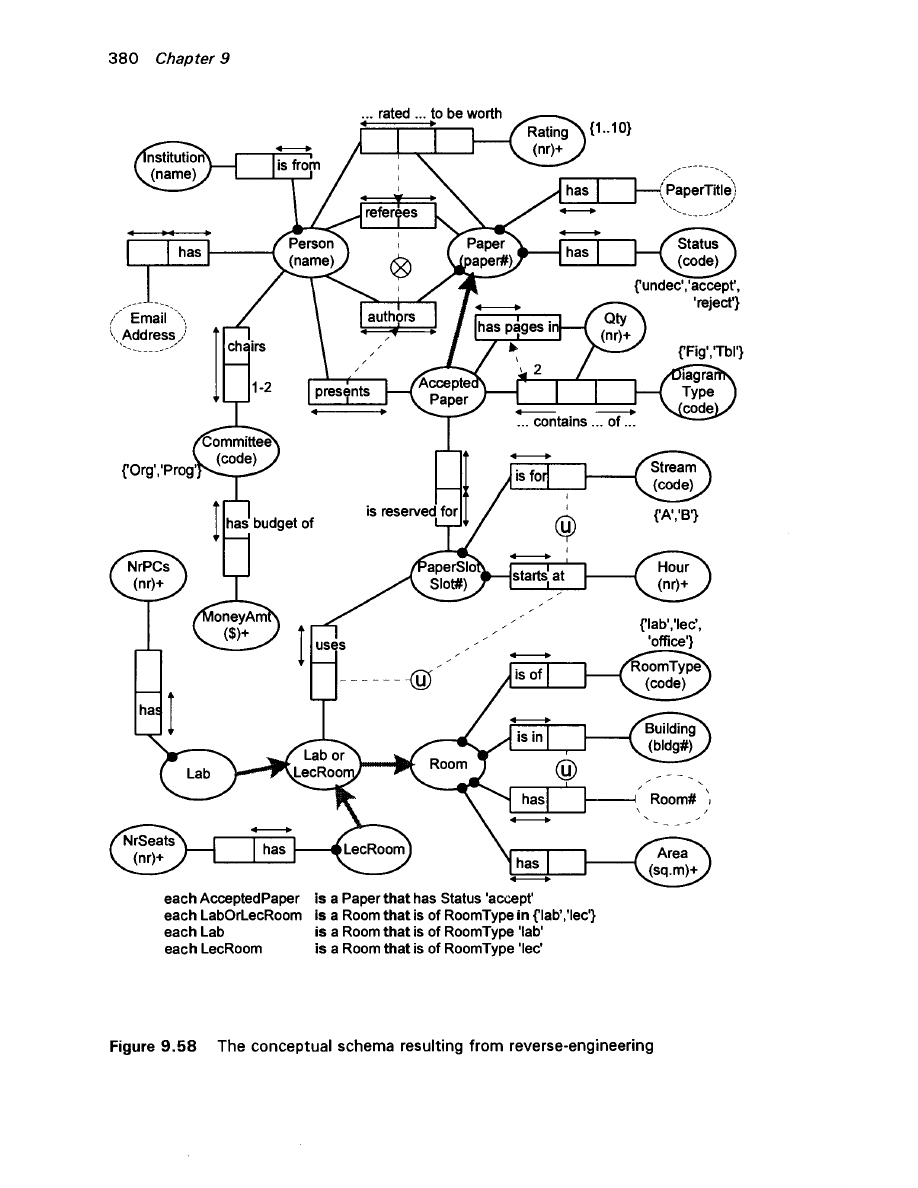 380 Chapter 9
... rated ... to be worth
Rating
(nr)+
{1..10}
Institution
(name)
is from
has
PaperTitle
referees
has
Person
(name)
Paper
(paper#)
has
Status
(code)
{'undec','accept',
'reject'}
Email
Address
authors
has pages in
Qty
(nr)+
chairs
{'Fig','Tbl'}
1-2
presents
Accepted
Paper
2
Diagram
Type
(code)
... contains ... of ...
Committee
(code)
{'Org','Prog'}
is for
Stream
(code)
{'A','B'}
is reserved for
u
has budget of
NrPCs
(nr)+
PaperSlot
Slot#)
starts at
Hour
(nr)+
MoneyAmt
($)+
uses
{'lab','lec',
'office'}
u
is of
RoomType
(code)
has
is in
Building
(bldg#)
Lab
Lab or
LecRoom
Room
u
has
Room#
NrSeats
(nr)+
has
LecRoom
has
Area
(sq.m)+
each AcceptedPaper is a Paper that has Status 'accept'
each LabOrLecRoom is a Room that is of RoomType in {'lab','lec'}
each Lab is a Room that is of RoomType 'lab'
each LecRoom is a Room that is of RoomType 'lec'
Figure 9.58 The conceptual schema resulting from reverse-engineering